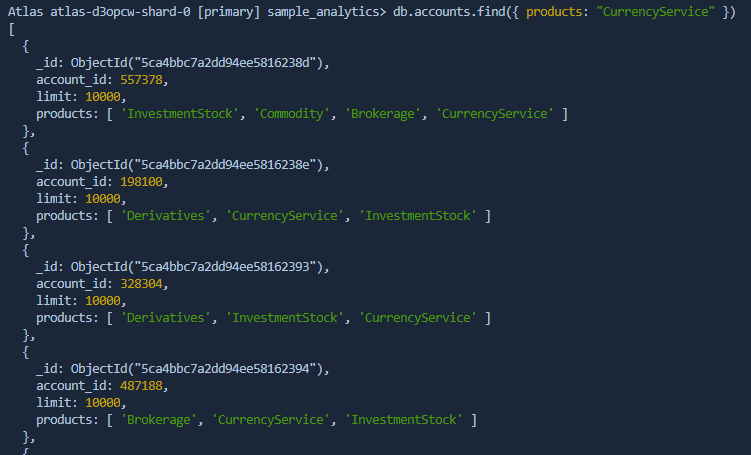 Atlas atlas-d3opcw-shard-0 [primary] sample_analytics> db.accounts.find({ products: "CurrencyService" })
[
  {
    _id: ObjectId("5ca4bbc7a2dd94ee5816238d"),
    account_id: 557378,
    limit: 10000,
    products: [ 'InvestmentStock', 'Commodity', 'Brokerage', 'CurrencyService' ]
  },
  {
    _id: ObjectId("5ca4bbc7a2dd94ee5816238e"),
    account_id: 198100,
    limit: 10000,
    products: [ 'Derivatives', 'CurrencyService', 'InvestmentStock' ]
  },
  {
    _id: ObjectId("5ca4bbc7a2dd94ee58162393"),
    account_id: 328304,
    limit: 10000,
    products: [ 'Derivatives', 'InvestmentStock', 'CurrencyService' ]
  },
  {
    _id: ObjectId("5ca4bbc7a2dd94ee58162394"),
    account_id: 487188,
    limit: 10000,
    products: [ 'Brokerage', 'CurrencyService', 'InvestmentStock' ]
  },
  {